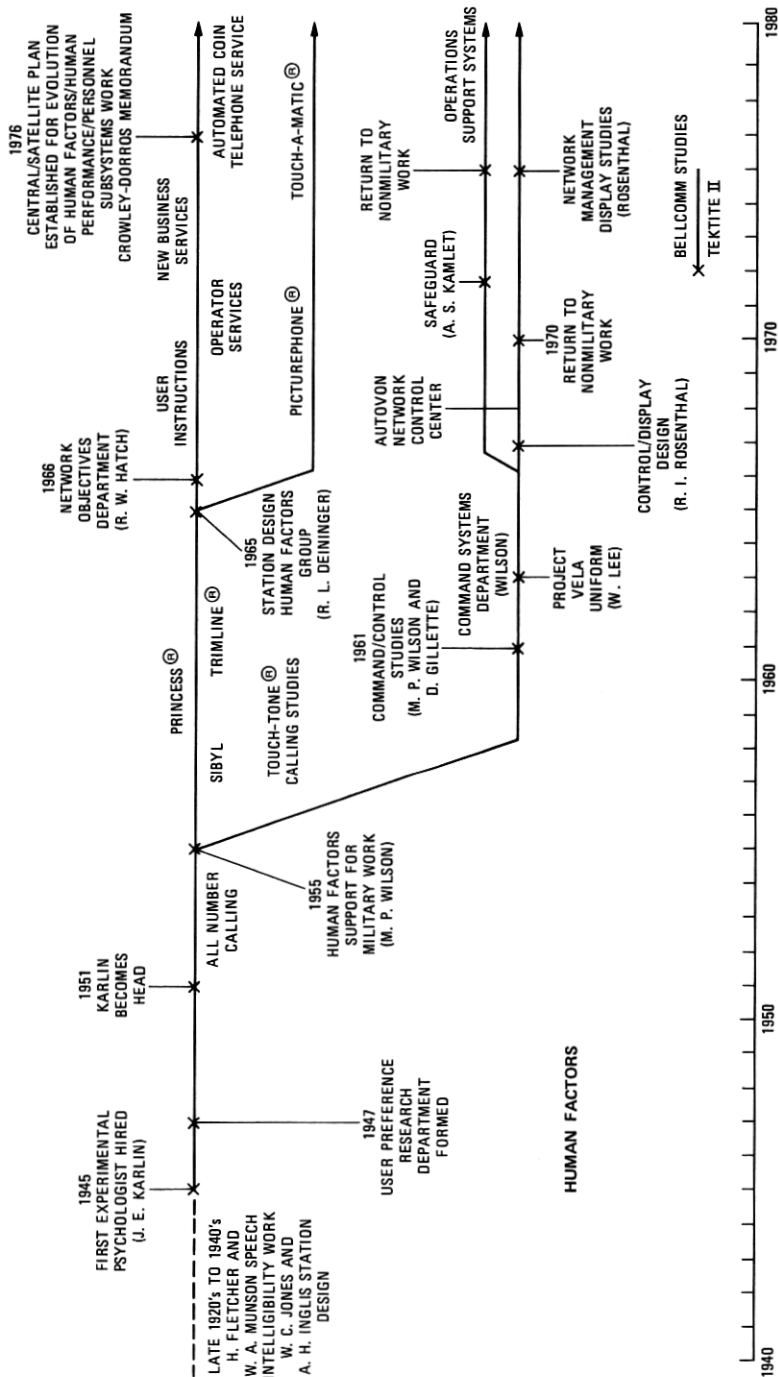 1945
FIRST EXPERIMENTAL
PSYCHOLOGIST HIRED
(J. E. KARLIN)
1951
KARLIN
BECOMES
HEAD
1966
NETWORK
OBJECTIVES
DEPARTMENT
(R. W. HATCH)
1976
CENTRAL/SATELLITE PLAN
ESTABLISHED FOR EVOLUTION
OF HUMAN FACTORS/HUMAN
PERFORMANCE/PERSONNEL
SUBSYSTEMS WORK
CROWLEY-DORROS MEMORANDUM
PRINCESS®
USER
INSTRUCTIONS
NEW BUSINESS
SERVICES
LATE 1920's TO 1940's
H. FLETCHER AND
W. A. MUNSON SPEECH
INTELLIGIBILITY WORK
W. C. JONES AND
A. H. INGLIS STATION
DESIGN
ALL NUMBER
CALLING
SIBYL
TRIMLINE®
OPERATOR
SERVICES
AUTOMATED COIN
TELEPHONE SERVICE
TOUCH-TONE®
CALLING STUDIES
1965
STATION DESIGN
HUMAN FACTORS
GROUP
(R. L. DEININGER)
PICTUREPHONE®
TOUCH-A-MATIC®
1947
USER PREFERENCE
RESEARCH
DEPARTMENT
FORMED
1955
HUMAN FACTORS
SUPPORT FOR
MILITARY WORK
(M. P. WILSON)
1961
COMMAND/CONTROL
STUDIES
(M. P. WILSON AND
D. GILLETTE)
AUTOVON
NETWORK
CONTROL
CENTER
SAFEGUARD
(A. S. KAMLET)
RETURN TO
NONMILITARY
WORK
OPERATIONS
SUPPORT SYSTEMS
COMMAND SYSTEMS
DEPARTMENT
(WILSON)
PROJECT
VELA
UNIFORM
(W. LEE)
CONTROL/DISPLAY
DESIGN
(R. I. ROSENTHAL)
1970
RETURN TO
NONMILITARY
WORK
NETWORK
MANAGEMENT
DISPLAY STUDIES
(ROSENTHAL)
HUMAN FACTORS
BELLCOMM STUDIES
TEKTITE II
1940
1950
1960
1970
1980